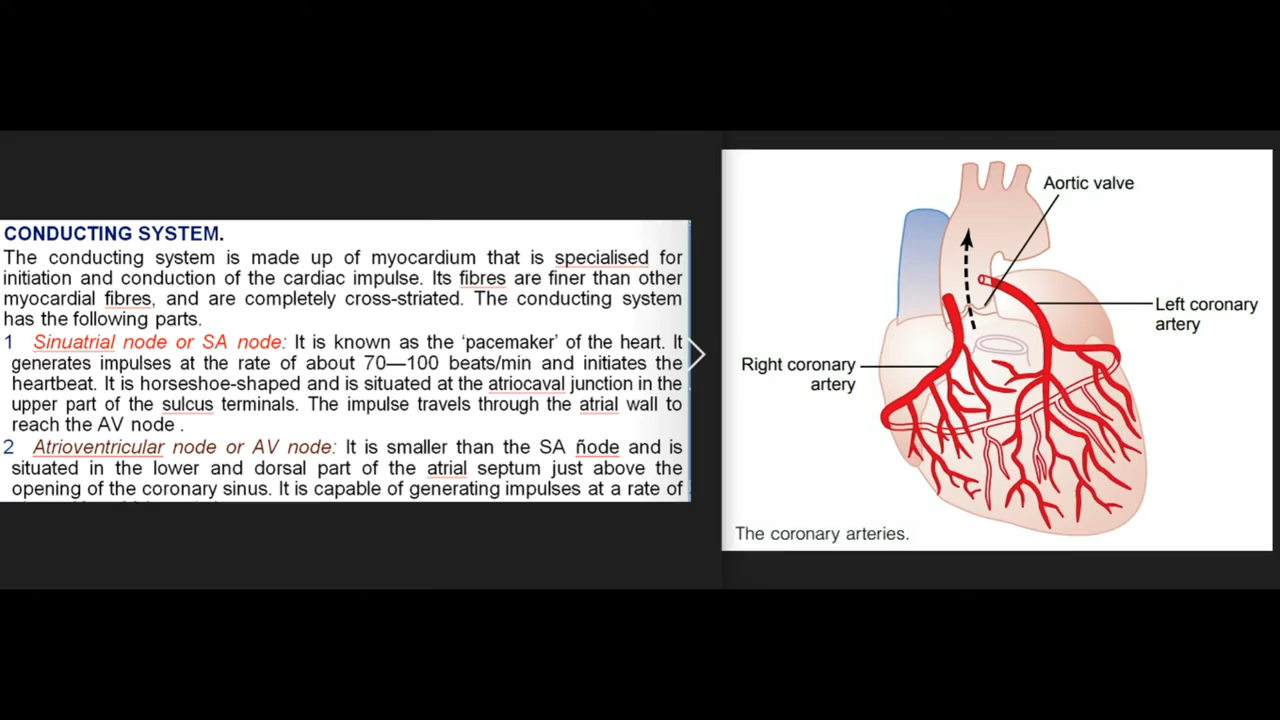 CONDUCTING SYSTEM.
The conducting system is made up of myocardium that is specialised for
initiation and conduction of the cardiac impulse. Its fibres are finer than other
myocardial fibres, and are completely cross-striated. The conducting system
has the following parts.
1 Sinuatrial node or SA node: It is known as the ‘pacemaker’ of the heart. It
generates impulses at the rate of about 70—100 beats/min and initiates the
heartbeat. It is horseshoe-shaped and is situated at the atriocaval junction in the
upper part of the sulcus terminals. The impulse travels through the atrial wall to
reach the AV node .
2 Atrioventricular node or AV node: It is smaller than the SA ñode and is
situated in the lower and dorsal part of the atrial septum just above the
opening of the coronary sinus. It is capable of generating impulses at a rate of
Aortic valve
Left coronary
artery
Right coronary
artery
The coronary arteries.